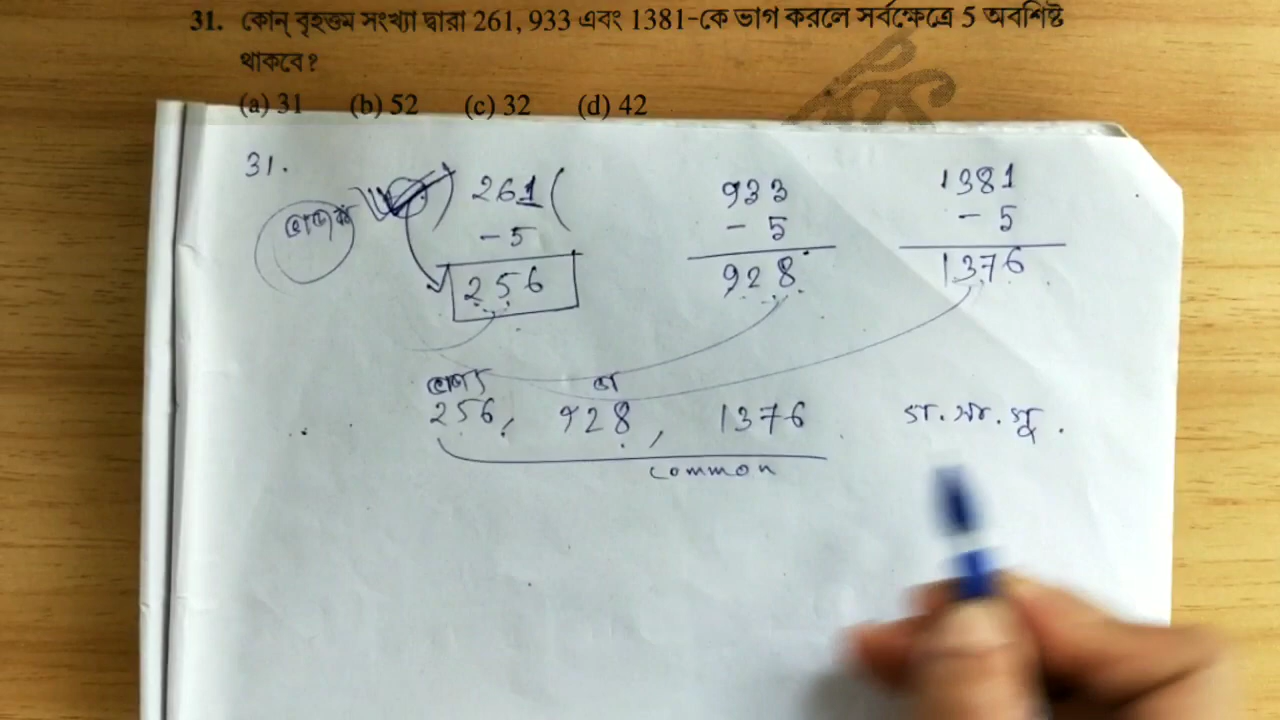 31. কোন্ বৃহত্তম সংখ্যা দ্বারা 261, 933 এবং 1381-কে ভাগ করলে সর্বক্ষেত্রে 5 অবশিষ্ট
থাকবে?
(a) 31 (b) 52 (c) 32 (d) 42
31.
) 261 ( 933 1381
- 5 - 5 - 5
256 928 1376
256, 928, 1376 গ.সা.গু.
common